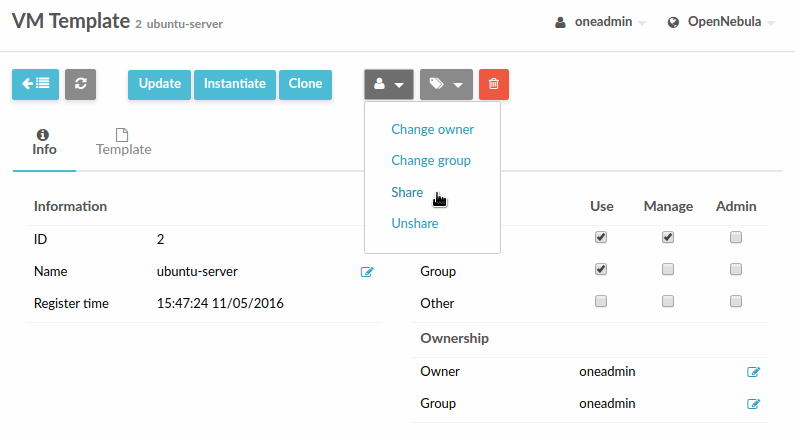 VM Template 2 ubuntu-server
oneadmin
OpenNebula
Update
Instantiate
Clone
Change owner
Change group
Share
Unshare
Info
Template
Information
ID 2
Name ubuntu-server
Register time 15:47:24 11/05/2016
Use Manage Admin
Group
Other
Ownership
Owner oneadmin
Group oneadmin